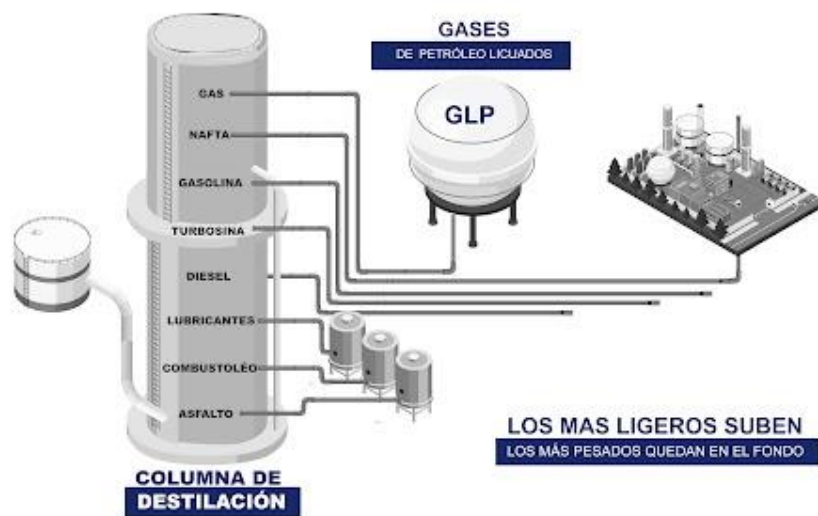 GASES
DE PETRÓLEO LICUADOS
GLP
GAS
NAFTA
GASOLINA
TURBOSINA
DIESEL
LUBRICANTES
COMBUSTOLÉO
ASFALTO
LOS MAS LIGEROS SUBEN
LOS MÁS PESADOS QUEDAN EN EL FONDO
COLUMNA DE
DESTILACIÓN